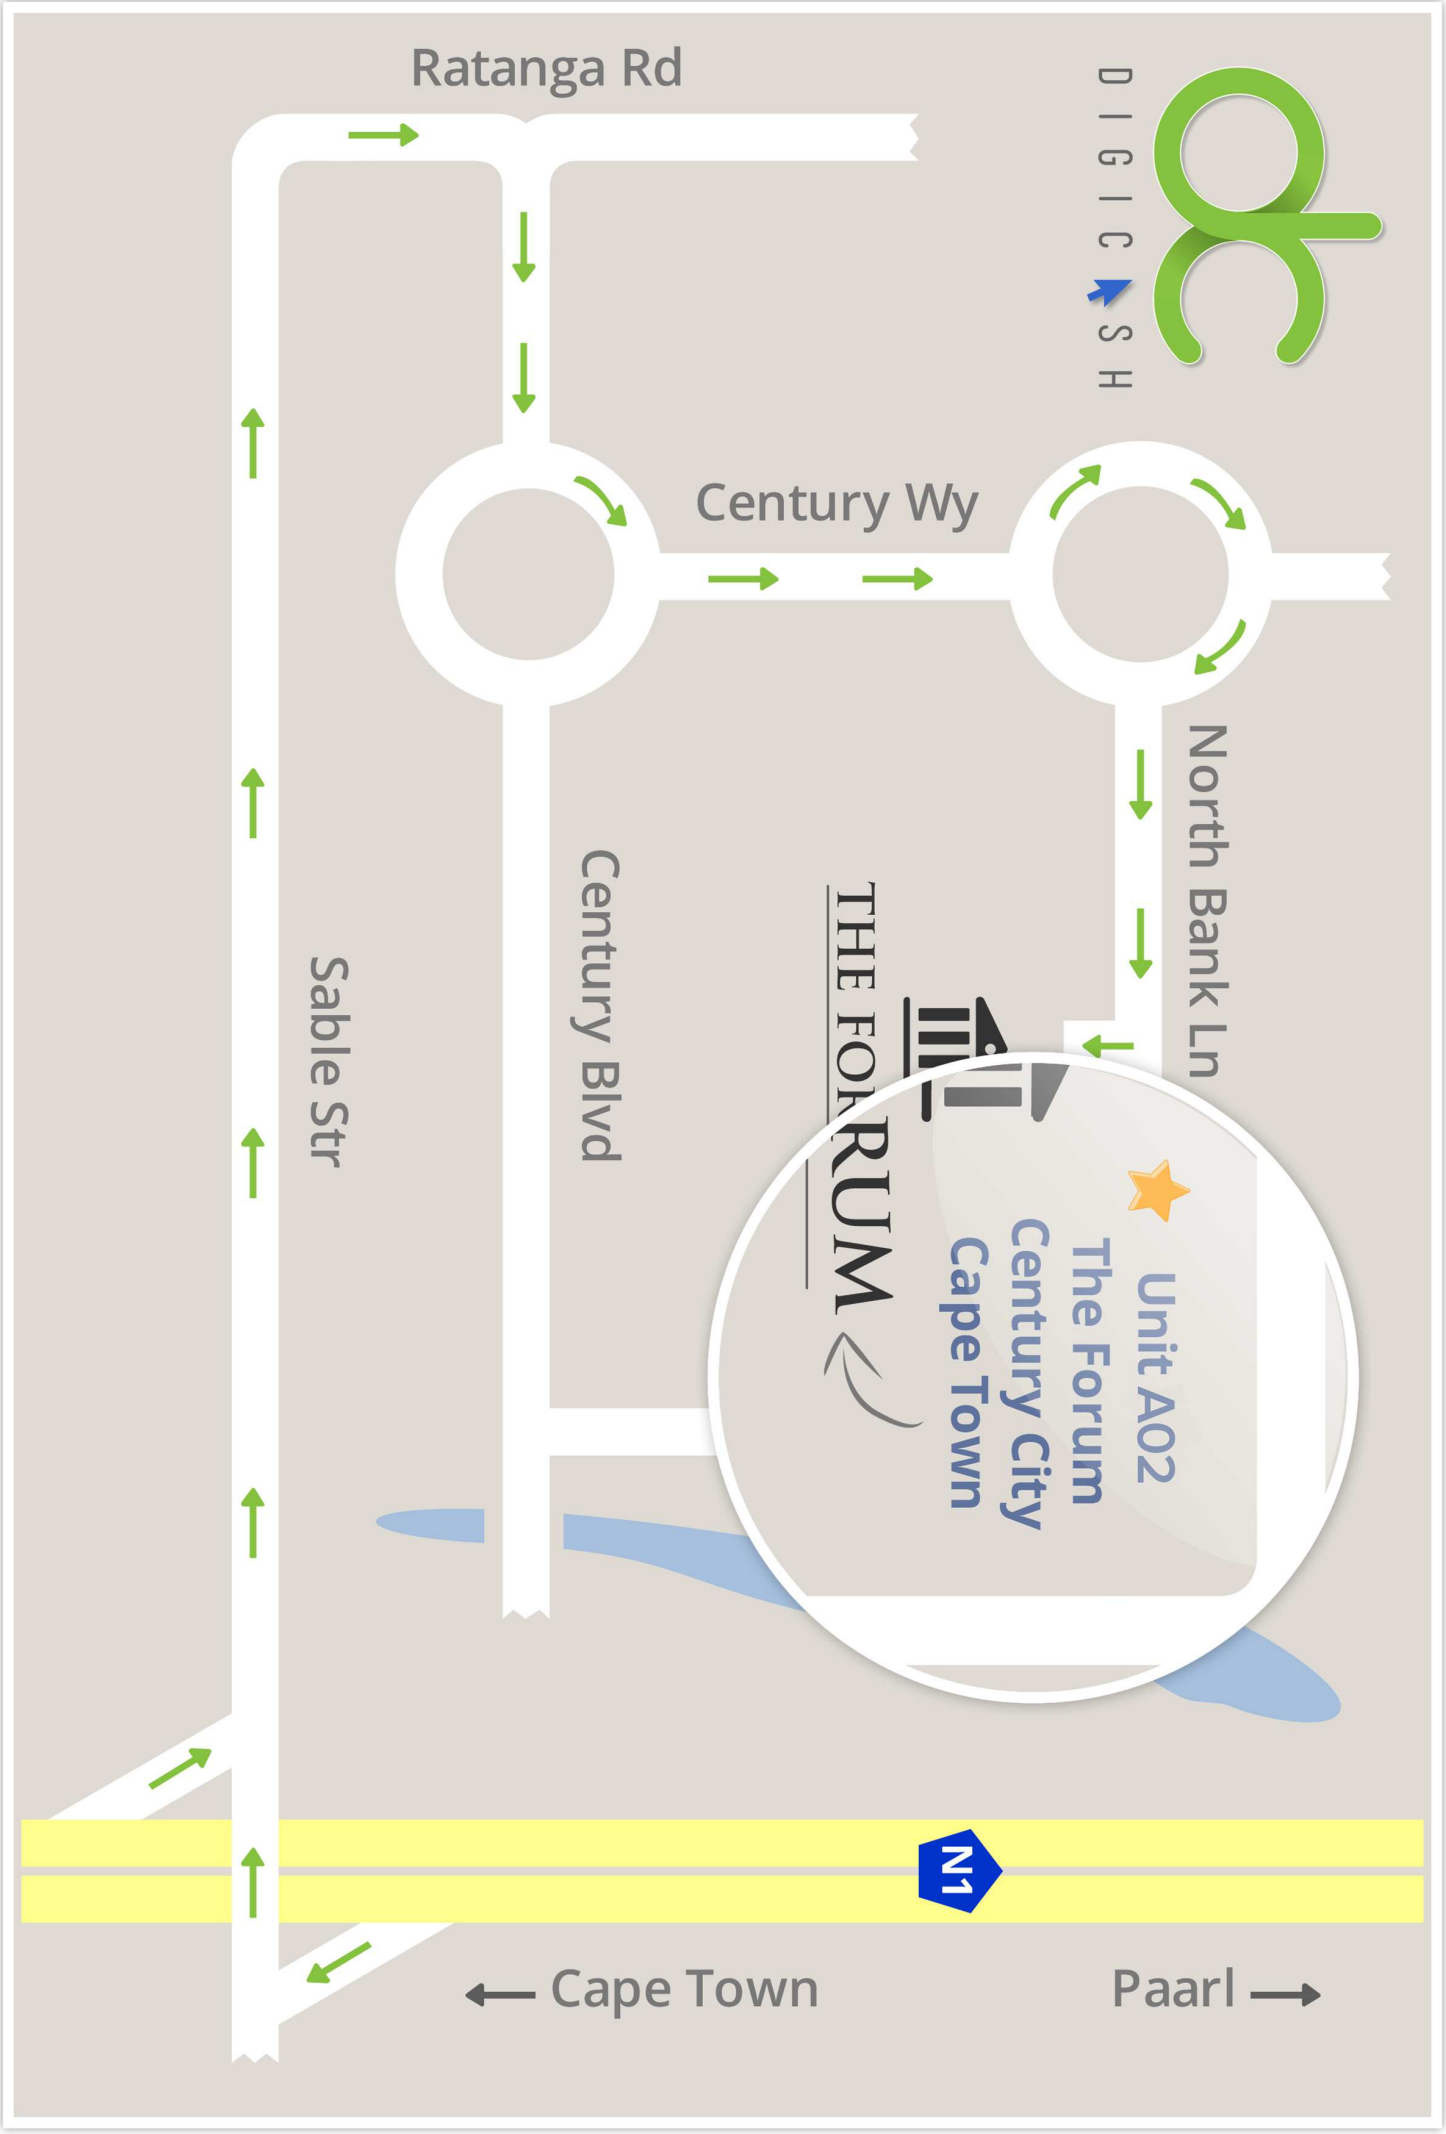 Ratanga Rd
DIGICSH
Century Wy
North Bank Ln
Century Blvd
Sable Str
THE FORUM
Unit A02
The Forum
Century City
Cape Town
N1
Cape Town
Paarl